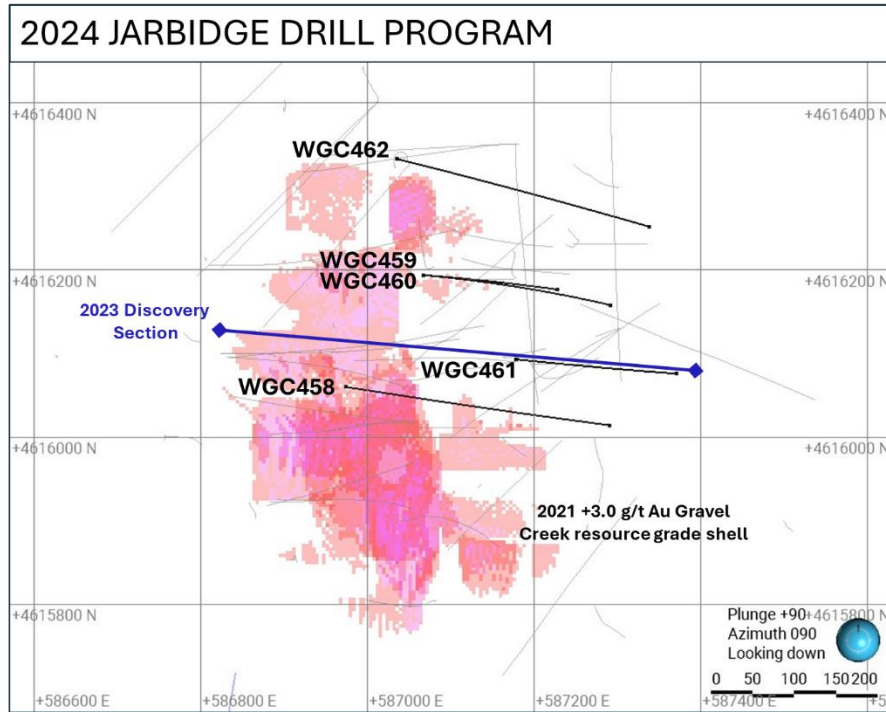 2024 JARBIDGE DRILL PROGRAM
+4616400 N
+4616400 N
WGC462
WGC459
+4616200 N
+4616200 N
WGC460
2023 Discovery
Section
WGC461
WGC458
+4616000 N
+4616000 N
2021 +3.0 g/t Au Gravel
Creek resource grade shell
+4615800 N
+4615800 N
Plunge +90
Azimuth 090
Looking down
0 50 100 150 200
+586600 E
+586800 E
+587000 E
+587200 E
+587400 E